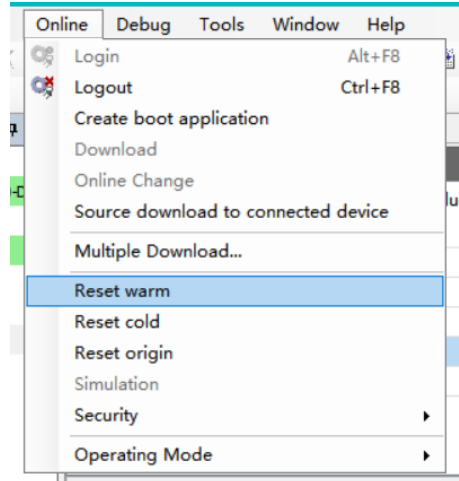 Online Debug Tools Window Help
Login Alt+F8
Logout Ctrl+F8
Create boot application
Download
Online Change
Source download to connected device
Multiple Download...
Reset warm
Reset cold
Reset origin
Simulation
Security
Operating Mode